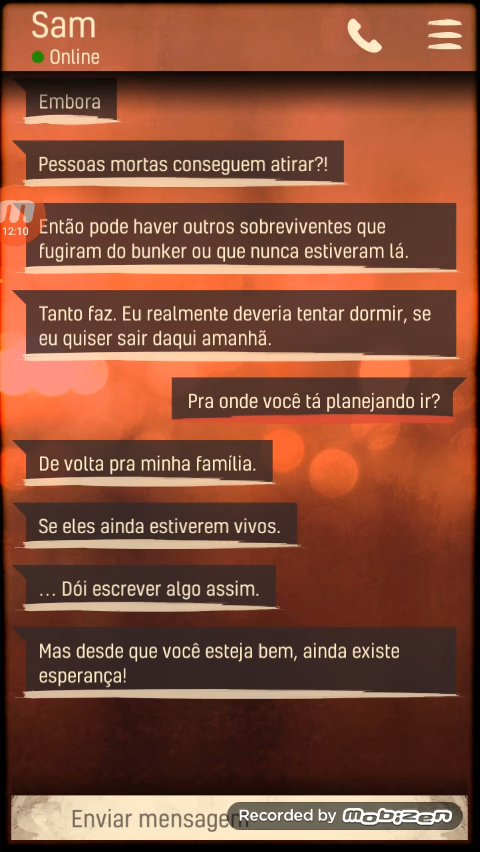 Sam
Online
Embora
Pessoas mortas conseguem atirar?!
12:10
Então pode haver outros sobreviventes que
fugiram do bunker ou que nunca estiveram lá.
Tanto faz. Eu realmente deveria tentar dormir, se
eu quiser sair daqui amanhã.
Pra onde você tá planejando ir?
De volta pra minha família.
Se eles ainda estiverem vivos.
... Dói escrever algo assim.
Mas desde que você esteja bem, ainda existe
esperança!
Enviar mensagem
Recorded by Mobizen